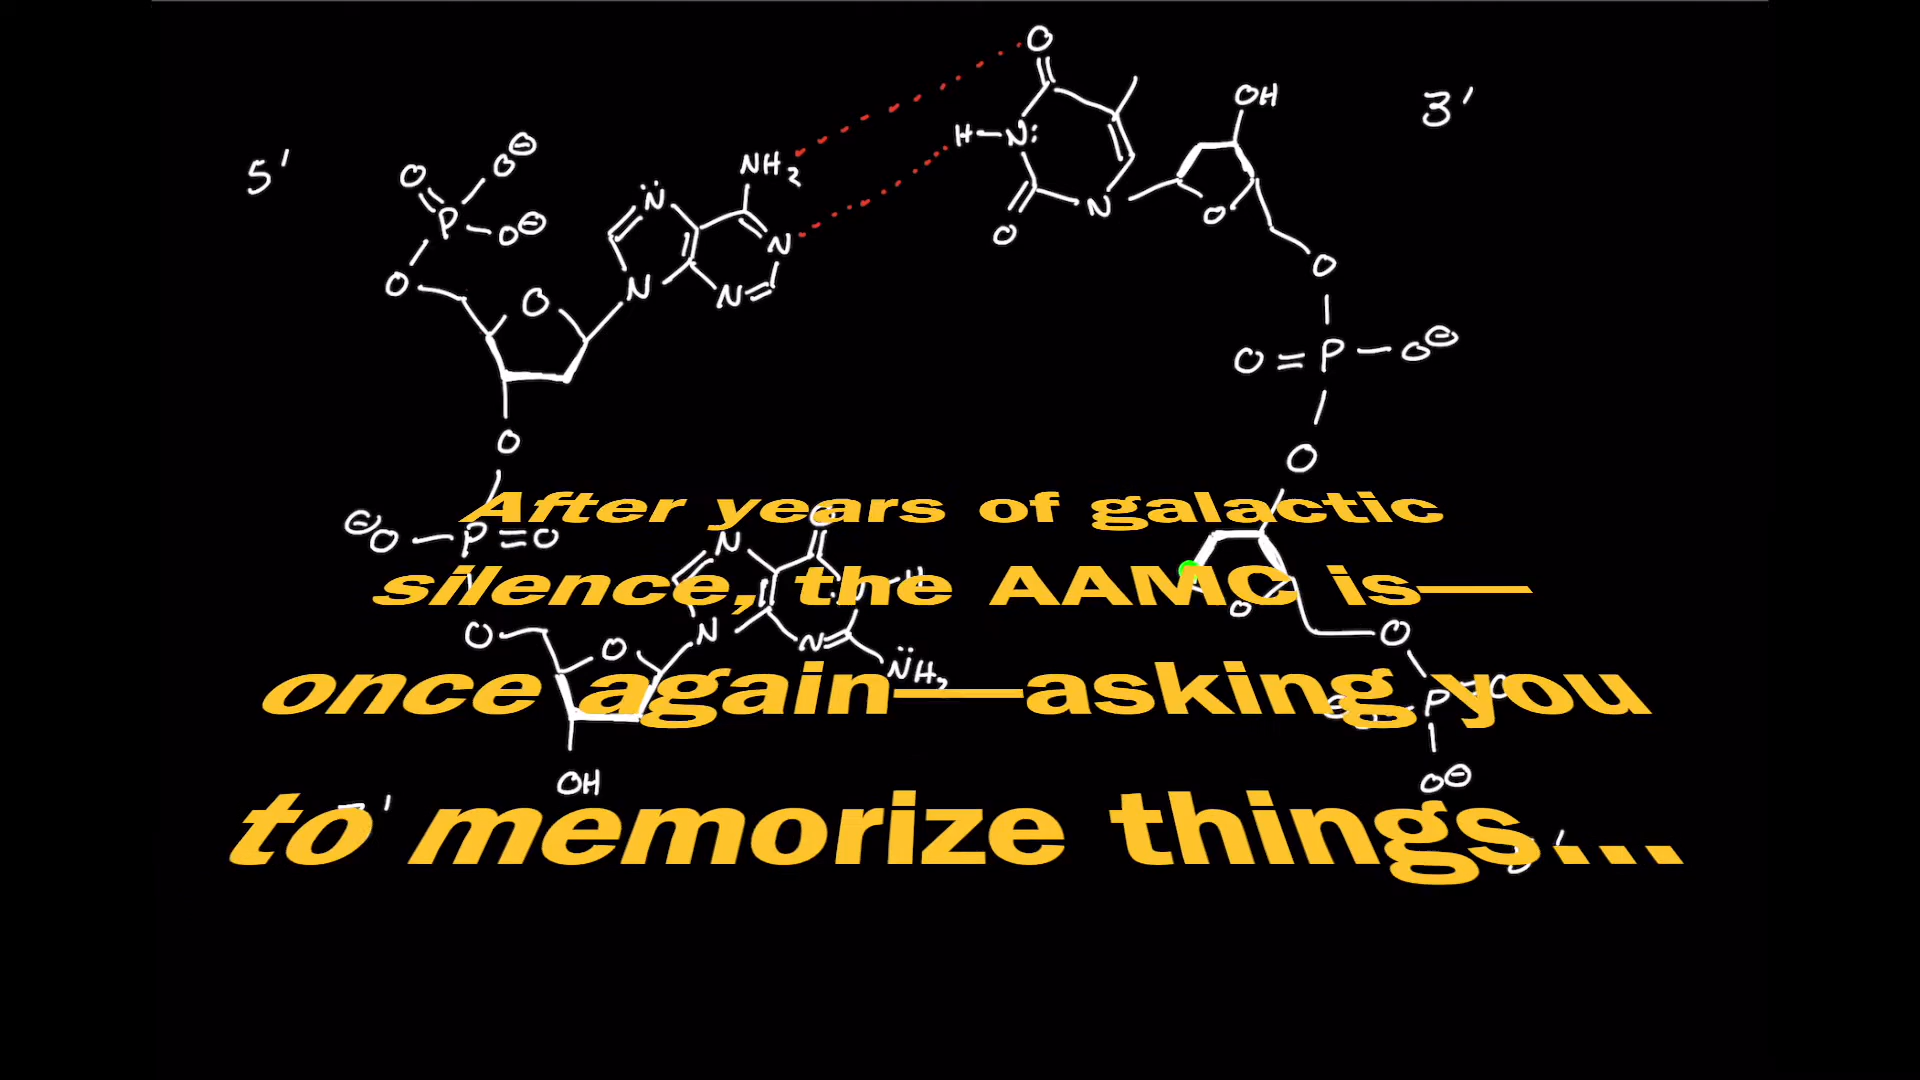 O
OH
3'
5'
O
O⊖
H-N:
NH2
P
O⊖
N̈
N
O
N
O
O
N
N
O
O
O=P-O⊖
O
O
After years of galactic
⊖O-P=O
N
O
silence, the AAMC is—
O
O
O
N
O
N
N̈H2
once again—asking you
P
OH
O⊖
to memorize things...